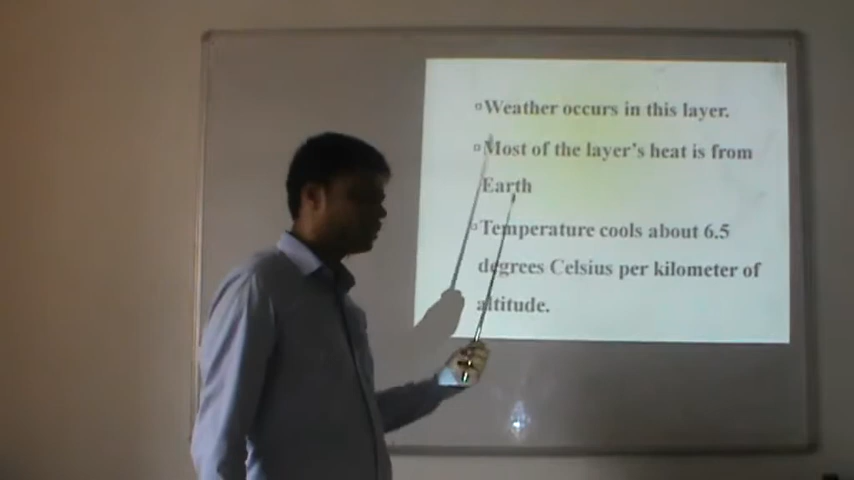 ▫Weather occurs in this layer.
▫Most of the layer's heat is from
Earth
▫Temperature cools about 6.5
degrees Celsius per kilometer of
altitude.